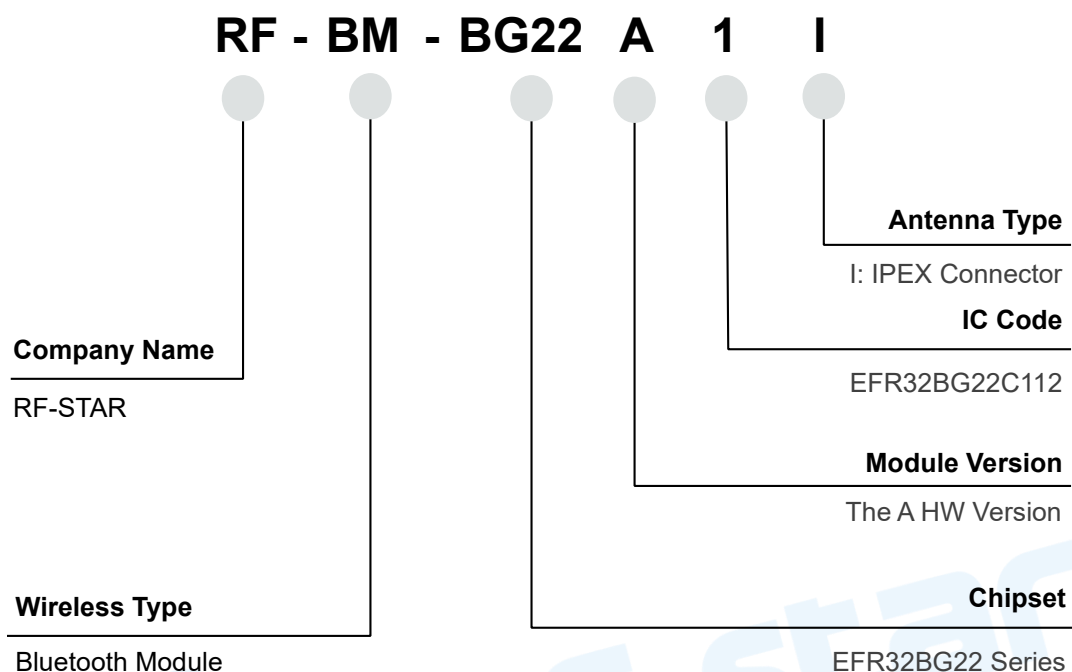 RF - BM - BG22 A 1 I
Antenna Type
I: IPEX Connector
IC Code
EFR32BG22C112
Company Name
RF-STAR
Module Version
The A HW Version
Wireless Type
Bluetooth Module
Chipset
EFR32BG22 Series
star